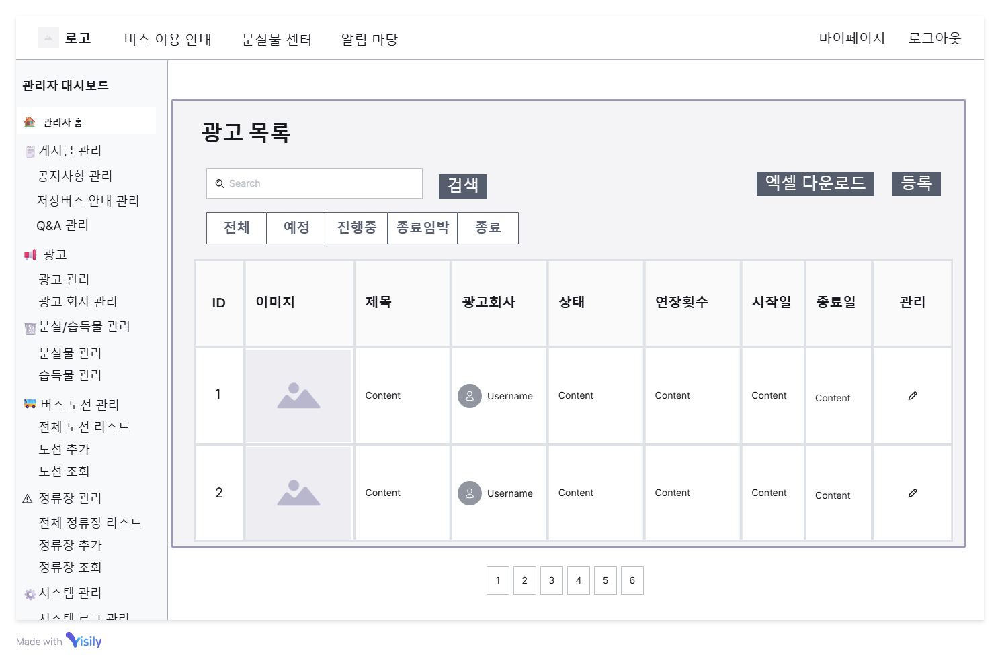 로고 버스 이용 안내 분실물 센터 알림 마당 마이페이지 로그아웃
관리자 대시보드
관리자 홈
게시글 관리
공지사항 관리
저상버스 안내 관리
Q&A 관리
광고
광고 관리
광고 회사 관리
분실/습득물 관리
분실물 관리
습득물 관리
버스 노선 관리
전체 노선 리스트
노선 추가
노선 조회
정류장 관리
전체 정류장 리스트
정류장 추가
정류장 조회
시스템 관리
시스템 로그 관리
광고 목록
Search 검색 엑셀 다운로드 등록
전체 예정 진행중 종료임박 종료
ID 이미지 제목 광고회사 상태 연장횟수 시작일 종료일 관리
1 Content Username Content Content Content Content
2 Content Username Content Content Content Content
1 2 3 4 5 6
Made with Visily